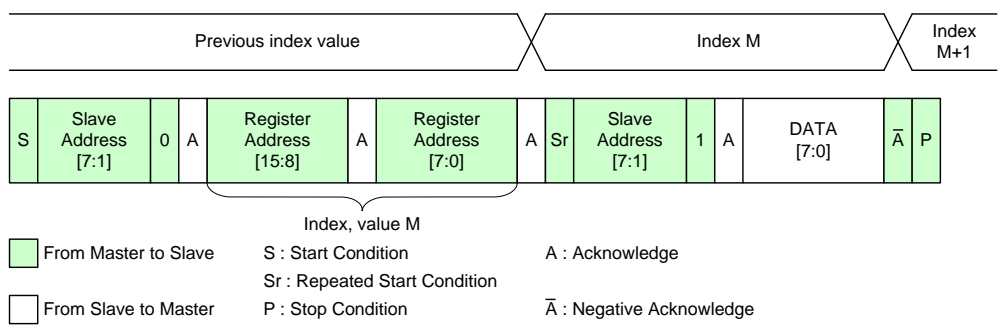 Previous index value
Index M
Index
M+1
S
Slave
Address
[7:1]
0
A
Register
Address
[15:8]
A
Register
Address
[7:0]
A
Sr
Slave
Address
[7:1]
1
A
DATA
[7:0]
A̅
P
Index, value M
From Master to Slave
S : Start Condition
A : Acknowledge
Sr : Repeated Start Condition
From Slave to Master
P : Stop Condition
A̅ : Negative Acknowledge